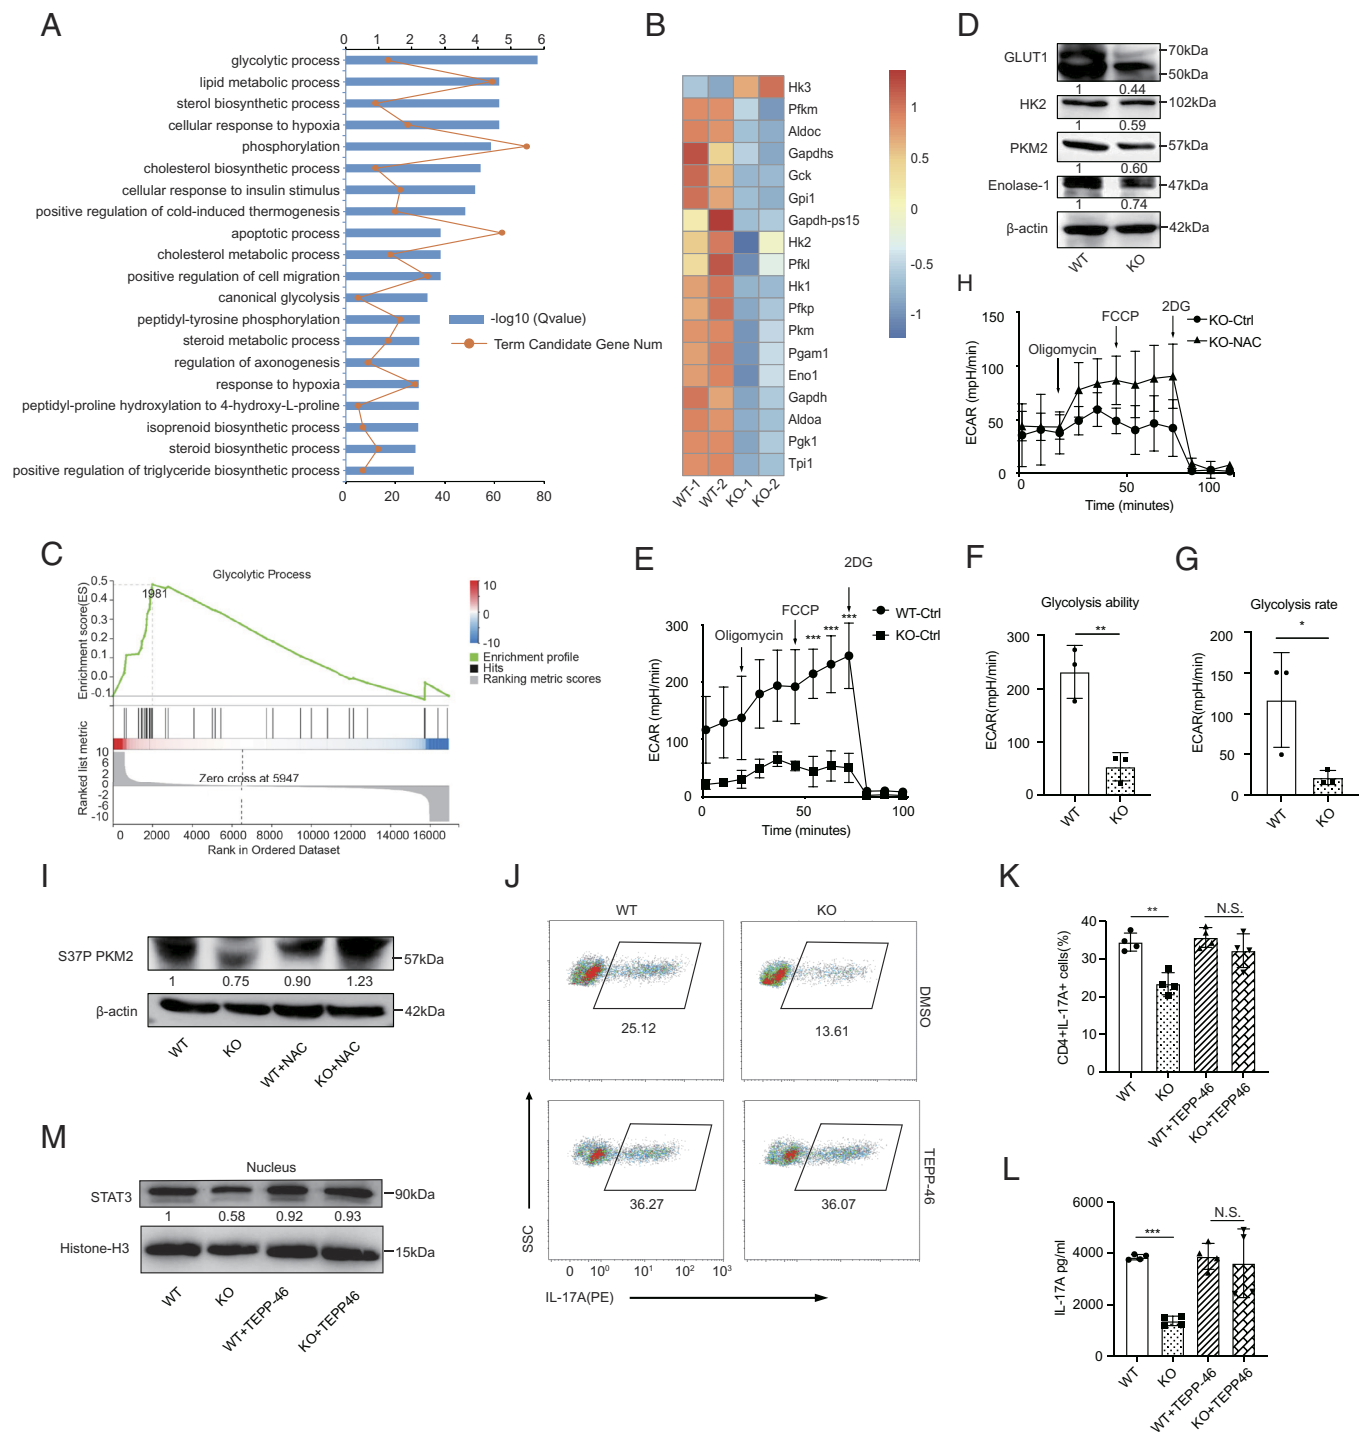 A
0 1 2 3 4 5 6
glycolytic process
lipid metabolic process
sterol biosynthetic process
cellular response to hypoxia
phosphorylation
cholesterol biosynthetic process
cellular response to insulin stimulus
positive regulation of cold-induced thermogenesis
apoptotic process
cholesterol metabolic process
positive regulation of cell migration
canonical glycolysis
peptidyl-tyrosine phosphorylation
steroid metabolic process
regulation of axonogenesis
response to hypoxia
peptidyl-proline hydroxylation to 4-hydroxy-L-proline
isoprenoid biosynthetic process
steroid biosynthetic process
positive regulation of triglyceride biosynthetic process
-log10 (Qvalue)
Term Candidate Gene Num
0 20 40 60 80
B
Hk3
Pfkm
Aldoc
Gapdhs
Gck
Gpi1
Gapdh-ps15
Hk2
Pfkl
Hk1
Pfkp
Pkm
Pgam1
Eno1
Gapdh
Aldoa
Pgk1
Tpi1
WT-1 WT-2 KO-1 KO-2
1
0.5
0
-0.5
-1
C
Glycolytic Process
Enrichment score(ES)
0.5
0.4
0.3
0.2
0.1
0.0
-0.1
1981
10
0
-10
Enrichment profile
Hits
Ranking metric scores
Ranked list metric
10
6
2
0
-2
-6
-10
Zero cross at 5947
0 2000 4000 6000 8000 10000 12000 14000 16000
Rank in Ordered Dataset
D
GLUT1
70kDa
50kDa
1 0.44
HK2
102kDa
1 0.59
PKM2
57kDa
1 0.60
Enolase-1
47kDa
1 0.74
β-actin
42kDa
WT KO
E
2DG
FCCP
Oligomycin
*** *** ***
WT-Ctrl
KO-Ctrl
ECAR (mpH/min)
300
200
100
0
0 50 100
Time (minutes)
F
Glycolysis ability
**
ECAR(mpH/min)
300
200
100
0
WT KO
G
Glycolysis rate
*
ECAR(mpH/min)
200
150
100
50
0
WT KO
H
2DG
FCCP
Oligomycin
KO-Ctrl
KO-NAC
ECAR (mpH/min)
150
100
50
0
0 50 100
Time (minutes)
I
S37P PKM2
57kDa
1 0.75 0.90 1.23
β-actin
42kDa
WT KO WT+NAC KO+NAC
J
WT KO
25.12 13.61
DMSO
36.27 36.07
TEPP-46
SSC
0 10⁰ 10¹ 10² 10³
IL-17A(PE)
K
** N.S.
CD4+IL-17A+ cells(%)
40
30
20
10
0
WT KO WT+TEPP-46 KO+TEPP46
L
*** N.S.
IL-17A pg/ml
6000
4000
2000
0
WT KO WT+TEPP-46 KO+TEPP46
M
Nucleus
STAT3
90kDa
1 0.58 0.92 0.93
Histone-H3
15kDa
WT KO WT+TEPP-46 KO+TEPP46